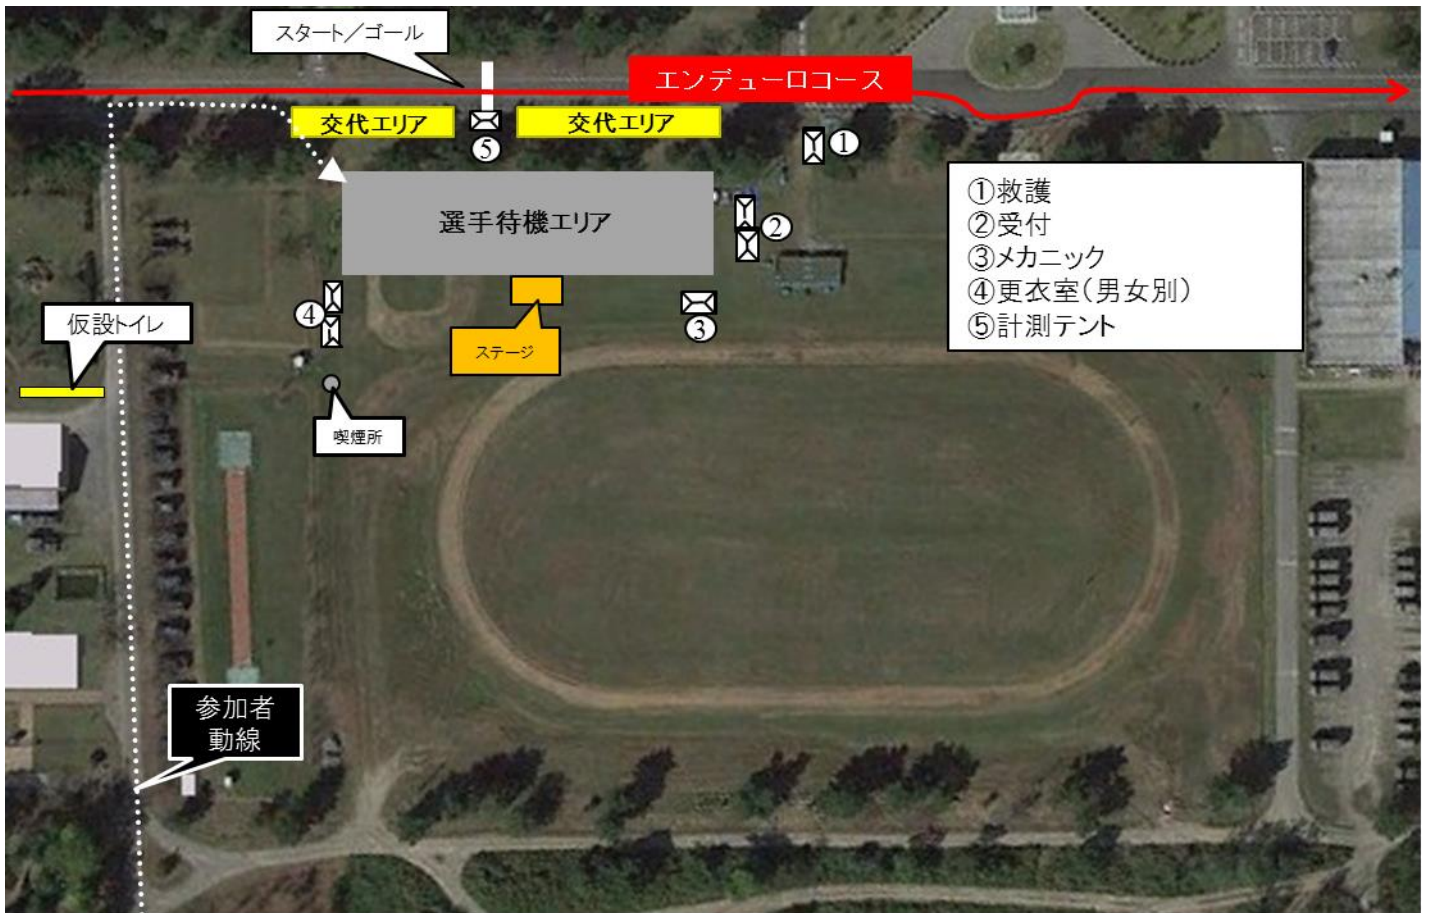 スタート／ゴール
エンデューロコース
交代エリア
交代エリア
⑤
①
選手待機エリア
②
①救護
②受付
③メカニック
④更衣室（男女別）
⑤計測テント
④
③
仮設トイレ
ステージ
喫煙所
参加者
動線